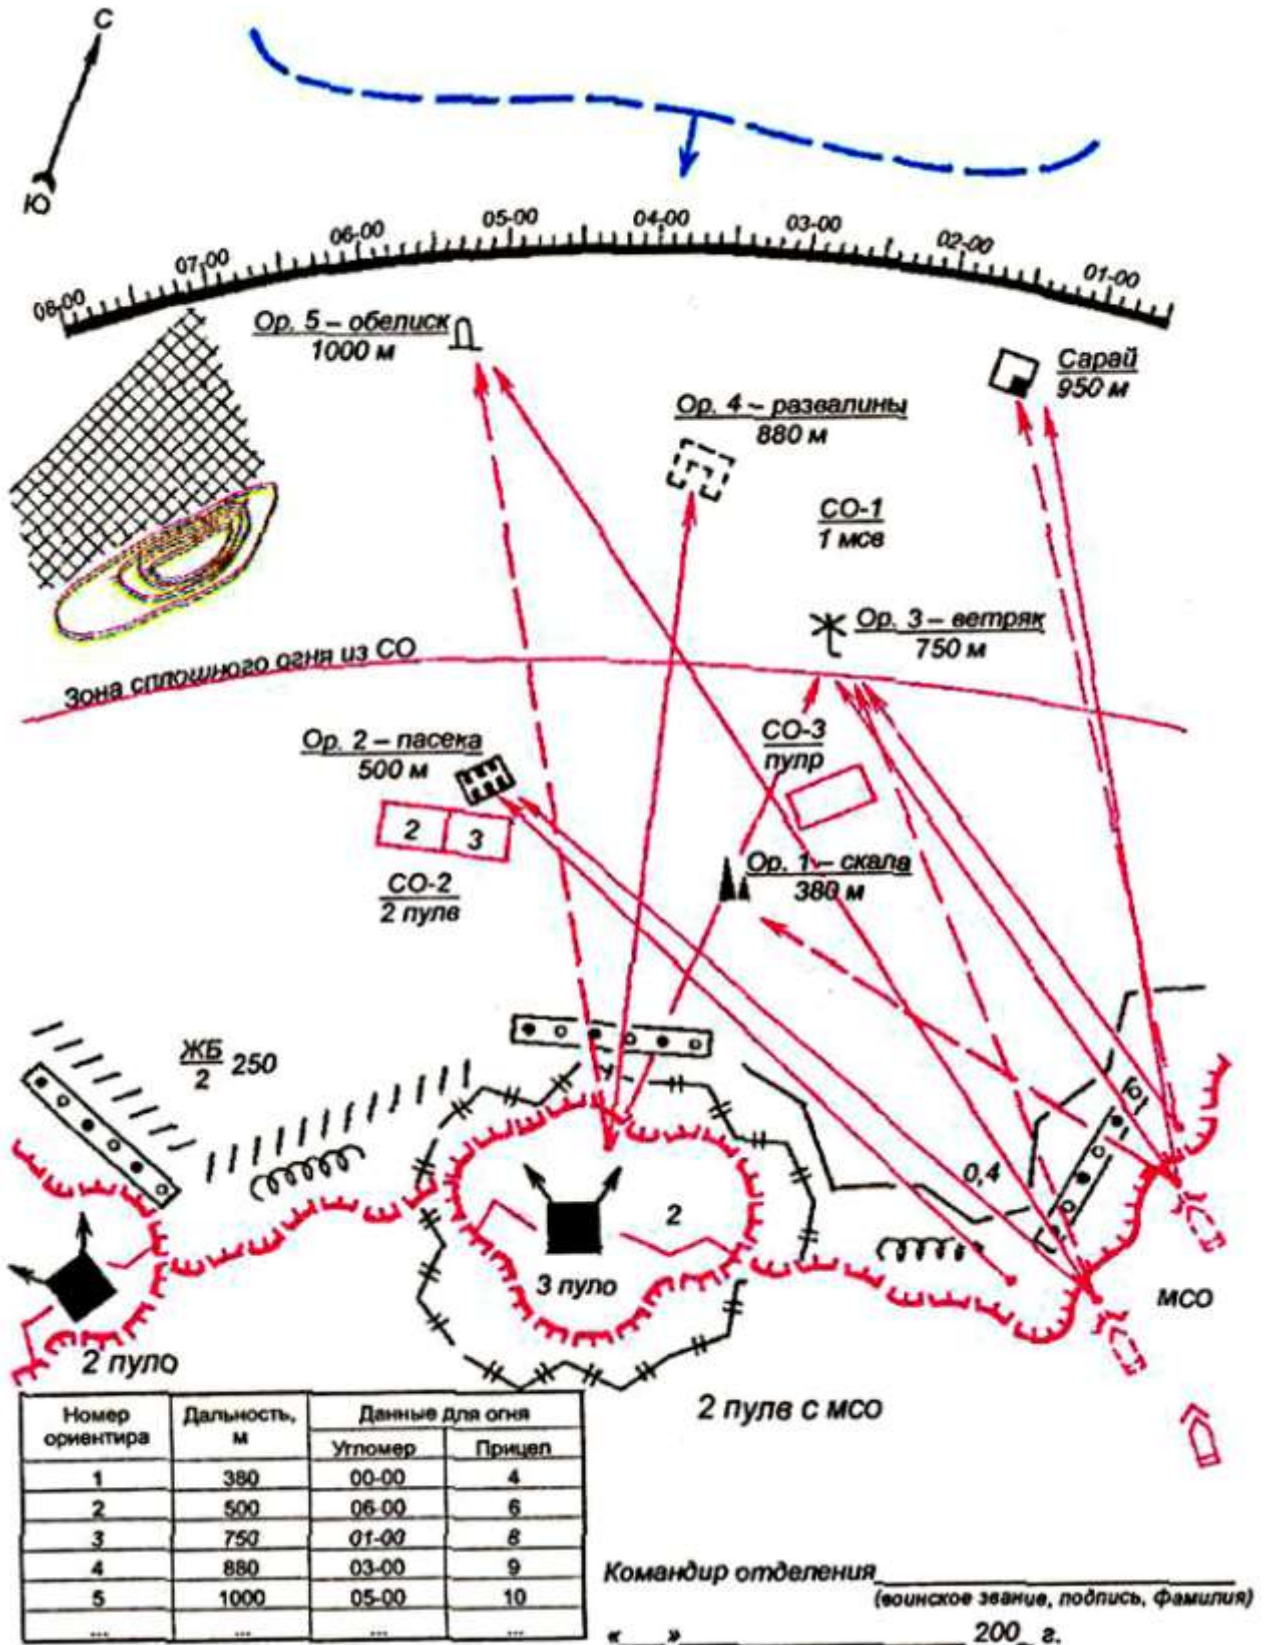 С
Ю
08-00 07-00 06-00 05-00 04-00 03-00 02-00 01-00
Ор. 5 – обелиск
1000 м
Сарай
950 м
Ор. 4 – развалины
880 м
СО-1
1 мсв
Ор. 3 – ветряк
750 м
Зона сплошного огня из СО
Ор. 2 – пасека
500 м
СО-3
пулр
2 3
Ор. 1 – скала
380 м
СО-2
2 пулв
ЖБ
2 250
0,4
2
3 пуло
мсо
2 пуло
2 пулв с мсо
Номер ориентира Дальность, м Данные для огня
Угломер Прицел
1 380 00-00 4
2 500 06-00 6
3 750 01-00 8
4 880 03-00 9
5 1000 05-00 10
... ... ... ...
Командир отделения
(воинское звание, подпись, фамилия)
« » 200_ г.